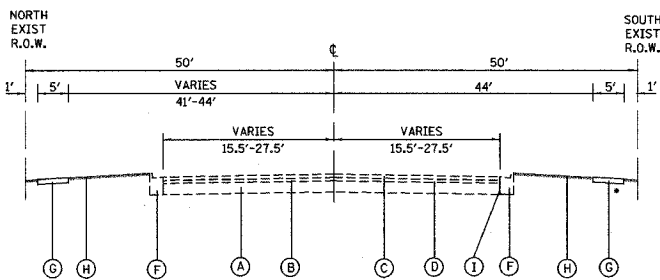 NORTH
EXIST
R.O.W.
SOUTH
EXIST
R.O.W.
℄
50'
50'
1'
5'
VARIES
41'-44'
44'
5'
1'
VARIES
15.5'-27.5'
VARIES
15.5'-27.5'
*
G
H
F
A
B
C
D
I
F
H
G